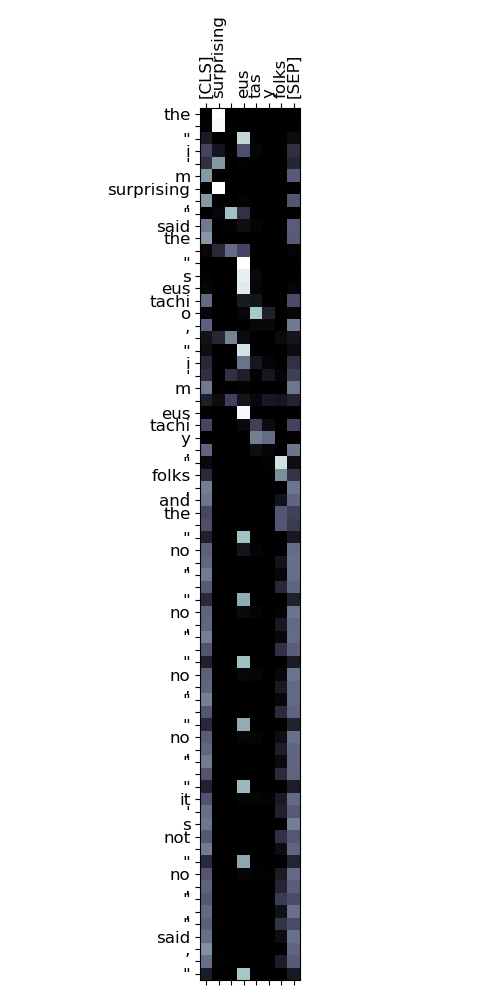 [CLS]
surprising
eus
tas
y
folks
[SEP]
the
"
i
'
m
surprising
,
"
said
the
"
s
eus
tachi
o
,
"
i
'
m
eus
tachi
y
,
"
folks
and
the
"
no
,
"
"
no
,
"
"
no
,
"
"
no
,
"
"
it
'
s
not
"
no
,
"
,
"
said
,
"